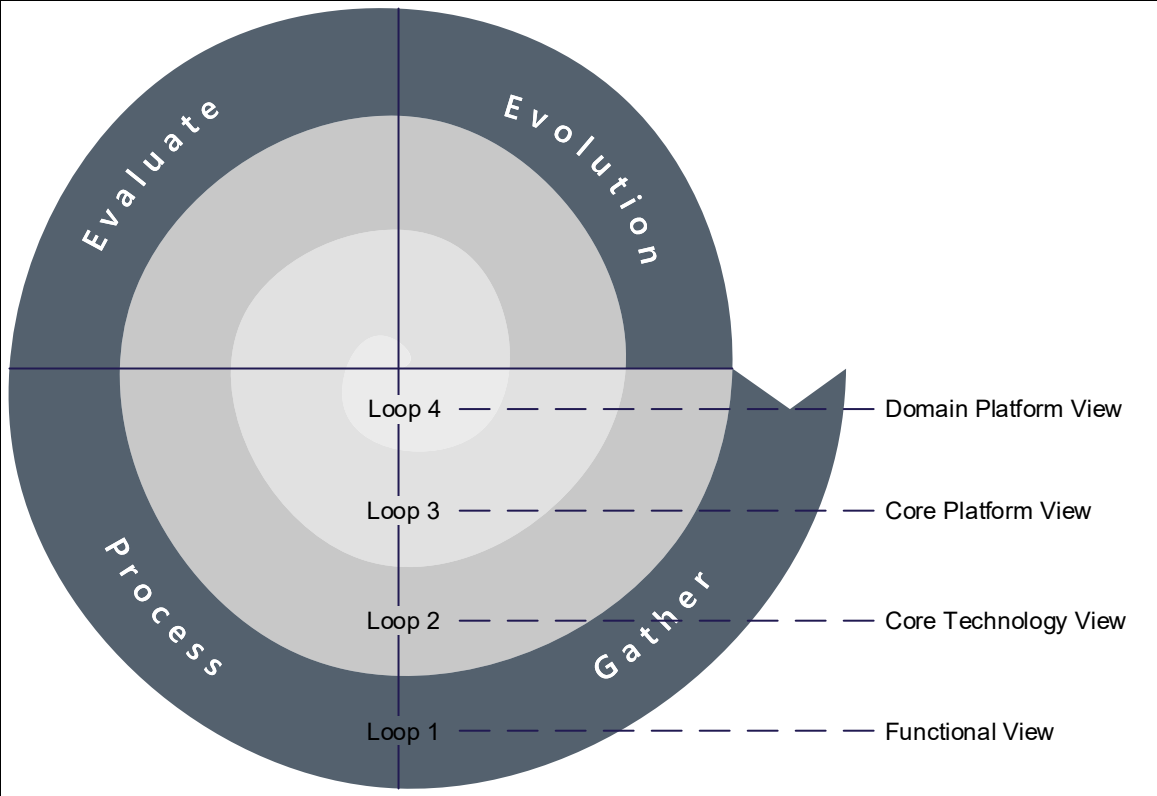 Evaluate
Evolution
Process
Gather
Loop 4
Domain Platform View
Loop 3
Core Platform View
Loop 2
Core Technology View
Loop 1
Functional View